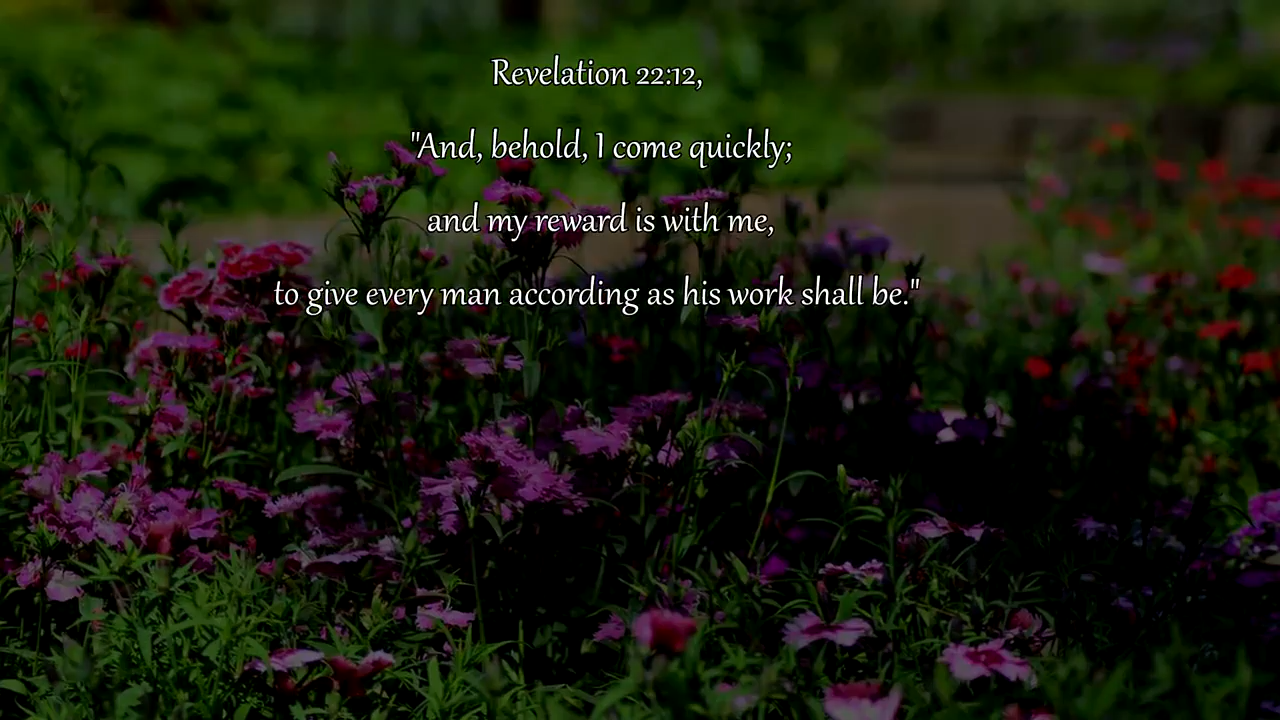 Revelation 22:12,
"And, behold, I come quickly;
and my reward is with me,
to give every man according as his work shall be."